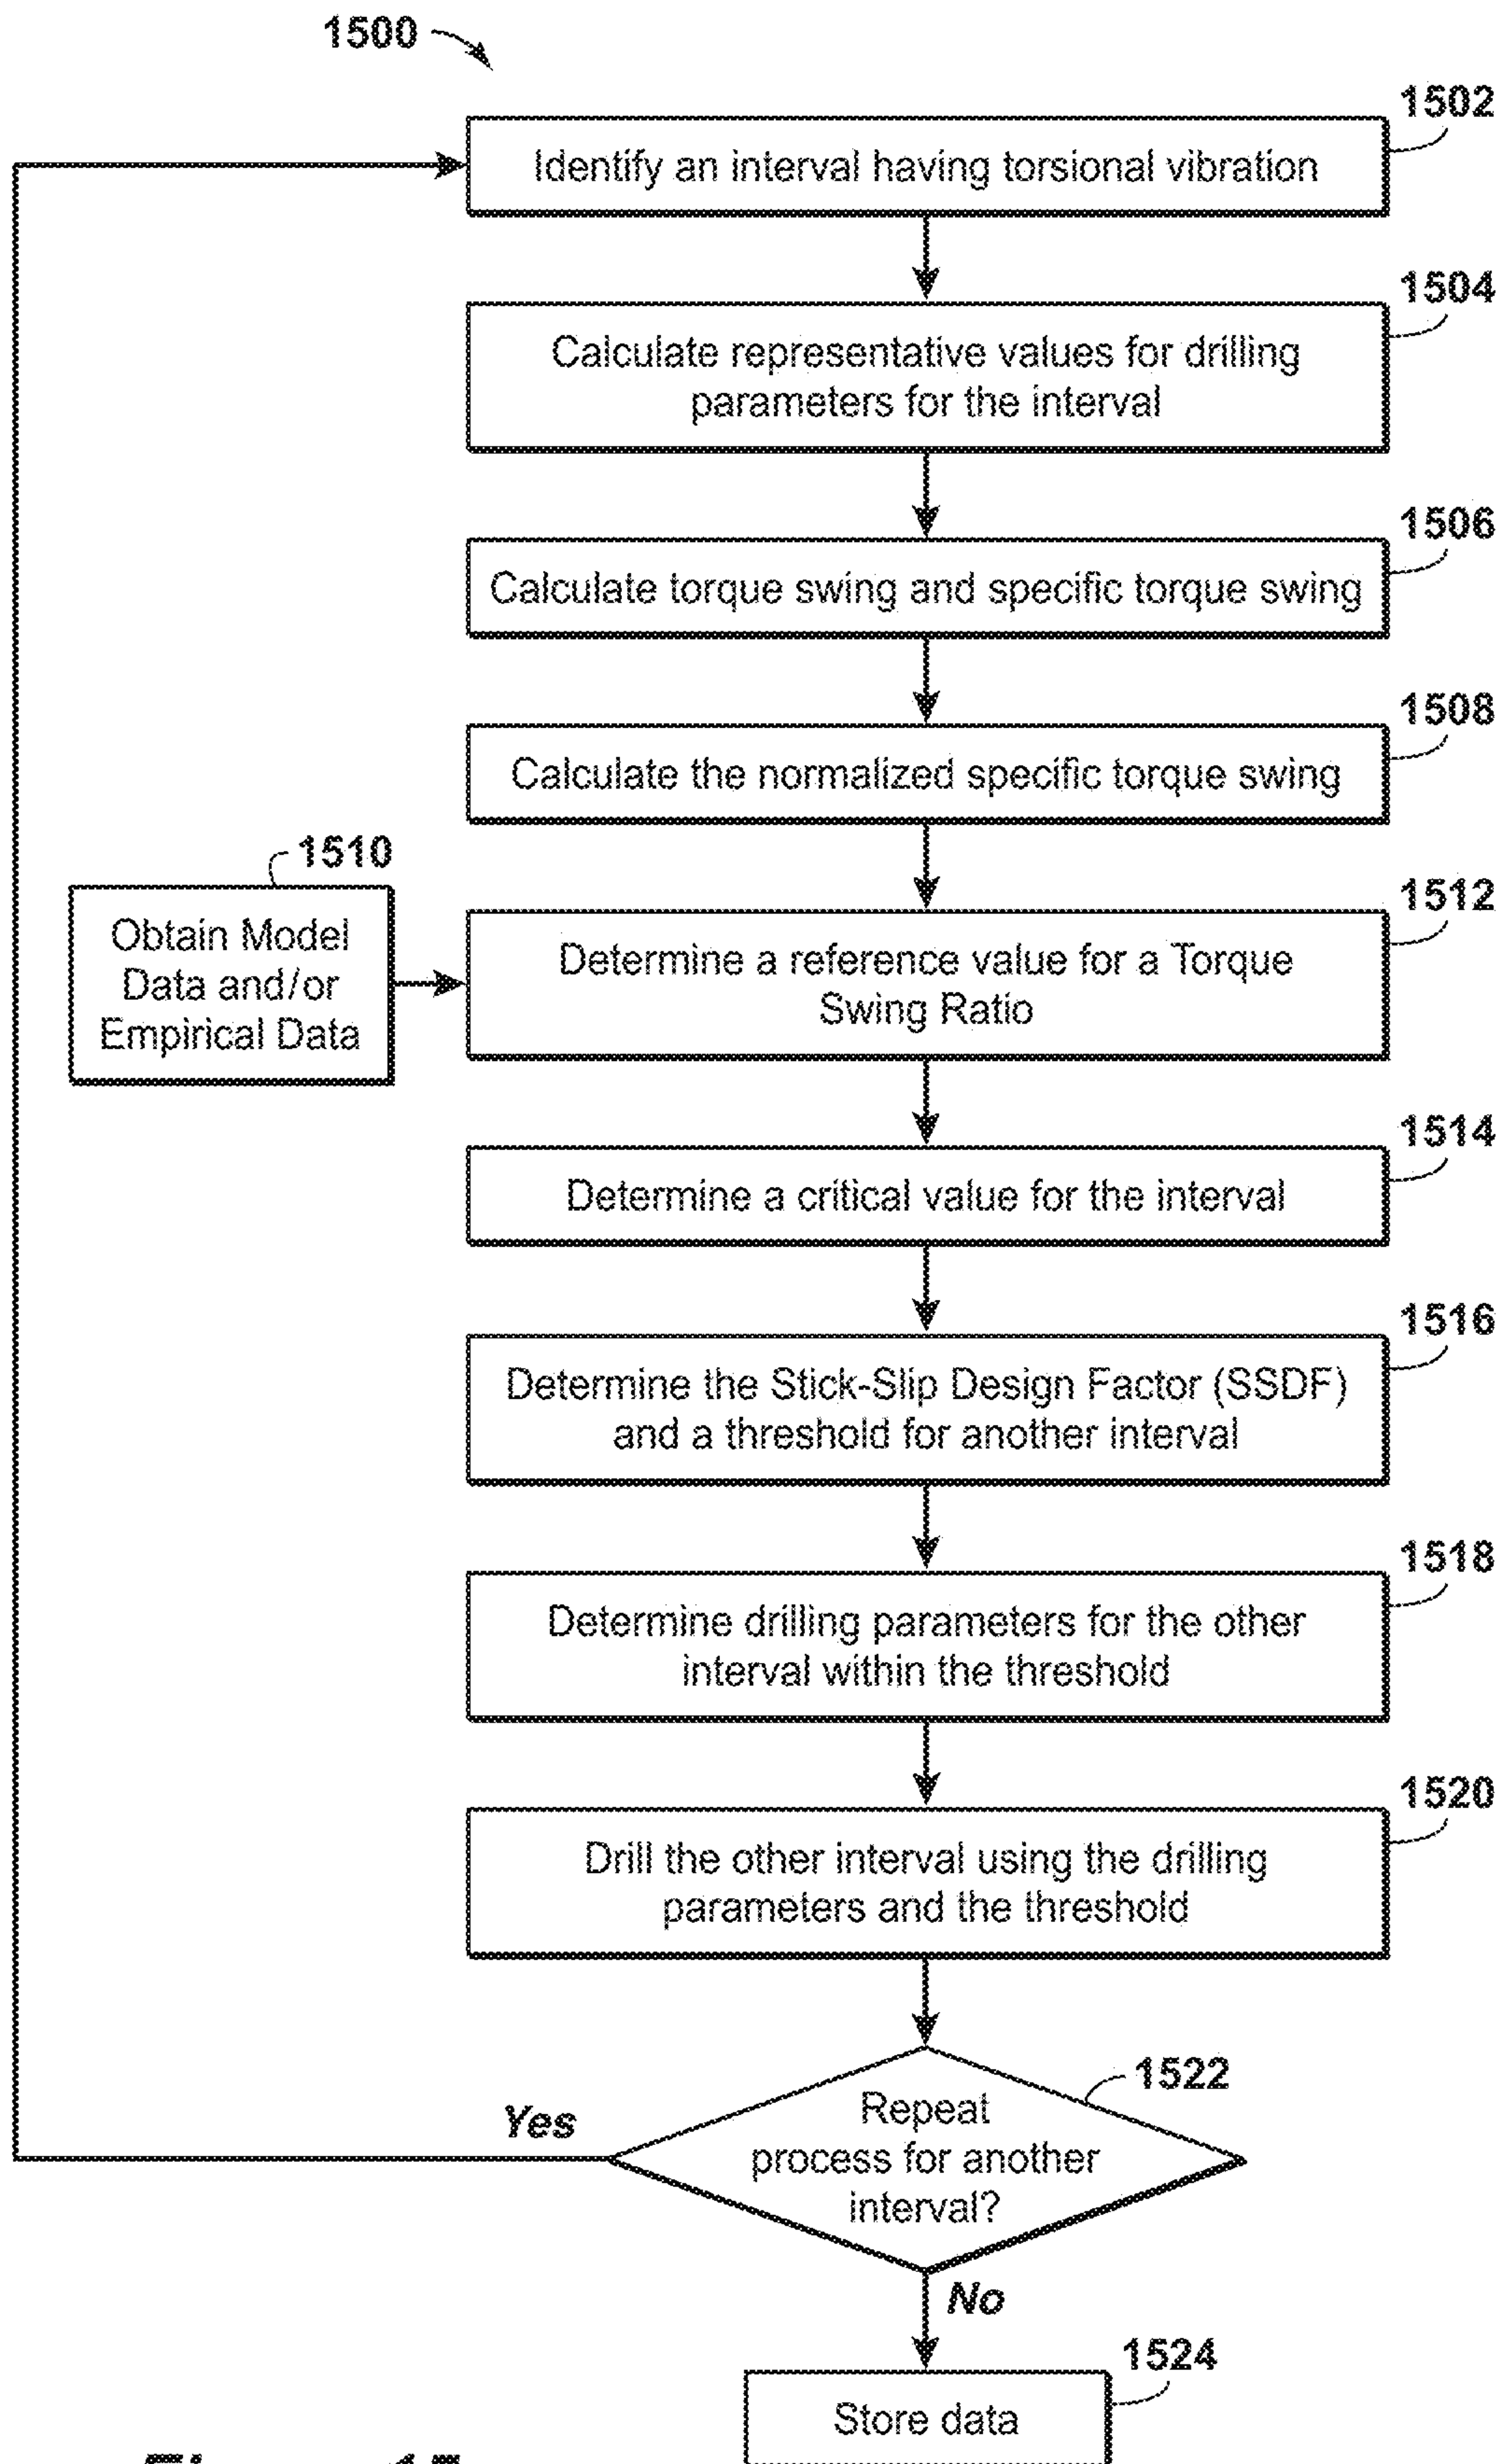 1500
1502
Identify an interval having torsional vibration
1504
Calculate representative values for drilling
parameters for the interval
1506
Calculate torque swing and specific torque swing
1508
Calculate the normalized specific torque swing
1510
Obtain Model
Data and/or
Empirical Data
1512
Determine a reference value for a Torque
Swing Ratio
1514
Determine a critical value for the interval
1516
Determine the Stick-Slip Design Factor (SSDF)
and a threshold for another interval
1518
Determine drilling parameters for the other
interval within the threshold
1520
Drill the other interval using the drilling
parameters and the threshold
1522
Repeat
process for another
interval?
Yes
No
1524
Store data